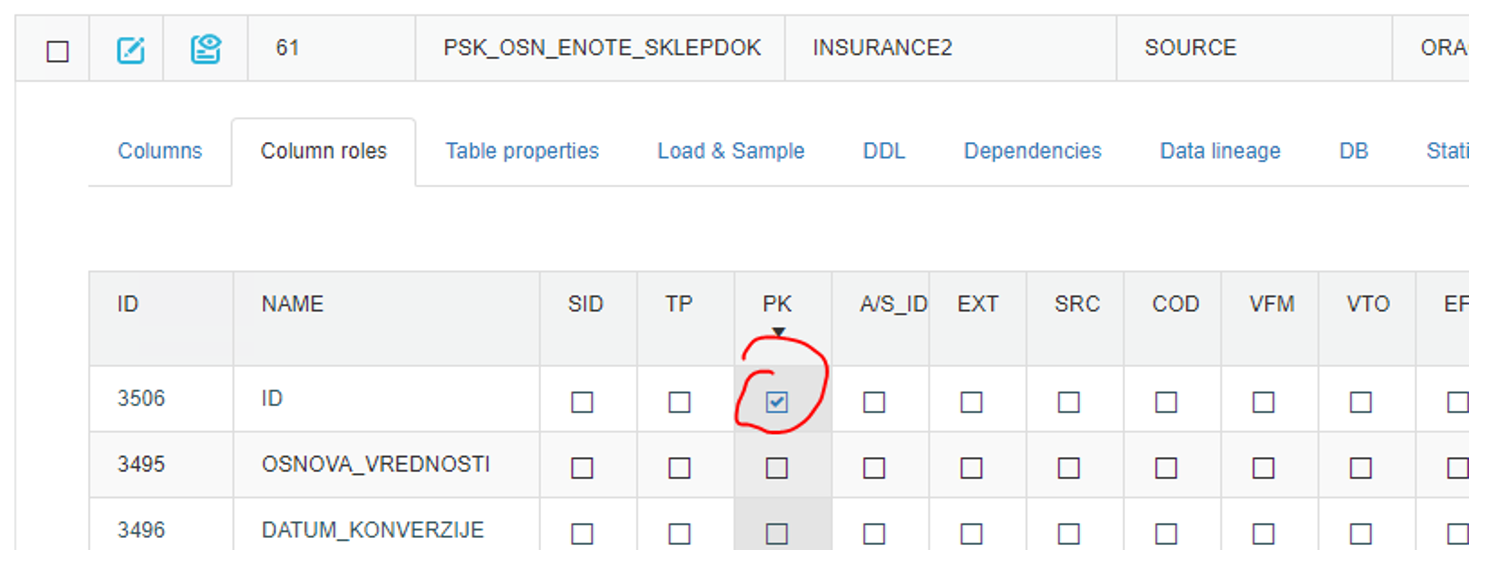 61 PSK_OSN_ENOTE_SKLEPDOK INSURANCE2 SOURCE ORA
Columns Column roles Table properties Load & Sample DDL Dependencies Data lineage DB Stati
ID NAME SID TP PK A/S_ID EXT SRC COD VFM VTO EF
3506 ID
3495 OSNOVA_VREDNOSTI
3496 DATUM_KONVERZIJE